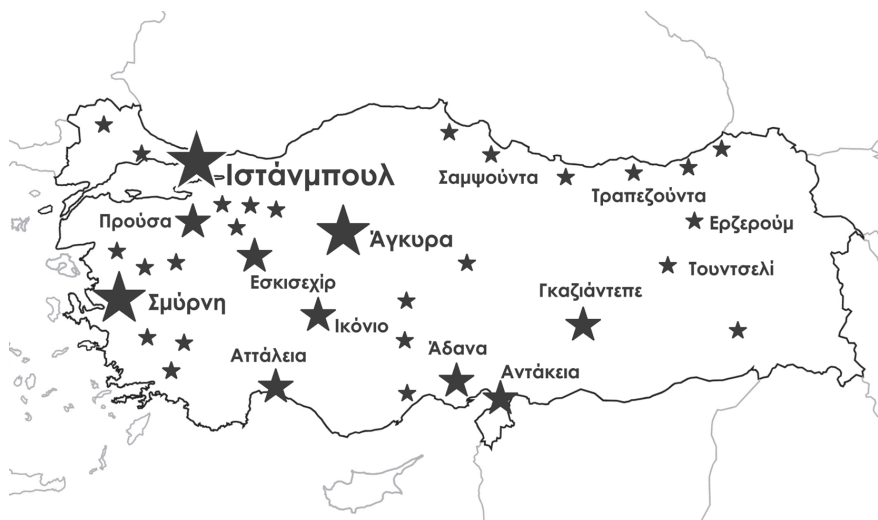 Ιστάνμπουλ
Σαμψούντα
Τραπεζούντα
Προύσα
Άγκυρα
Ερζερούμ
Εσκισεχίρ
Τουντσελί
Σμύρνη
Γκαζιάντεπε
Ικόνιο
Αττάλεια
Άδανα
Αντάκεια